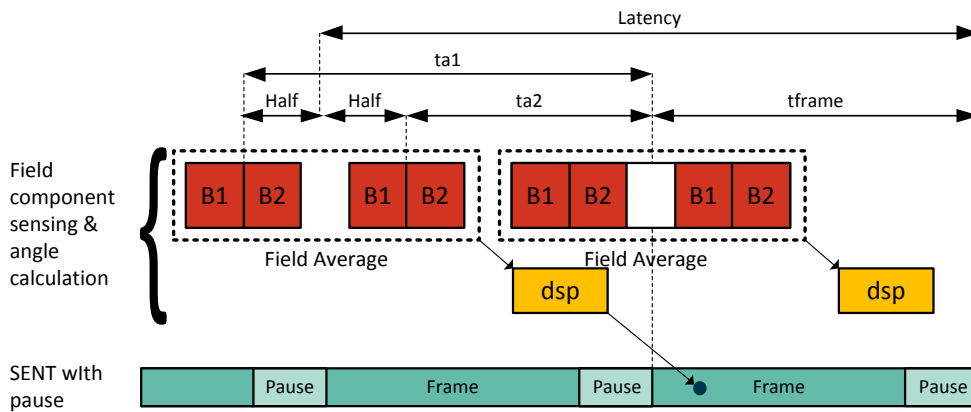 Latency
ta1
Half
Half
ta2
tframe
Field
component
sensing &
angle
calculation
B1
B2
B1
B2
B1
B2
B1
B2
Field Average
Field Average
dsp
dsp
SENT wIth
pause
Pause
Frame
Pause
Frame
Pause